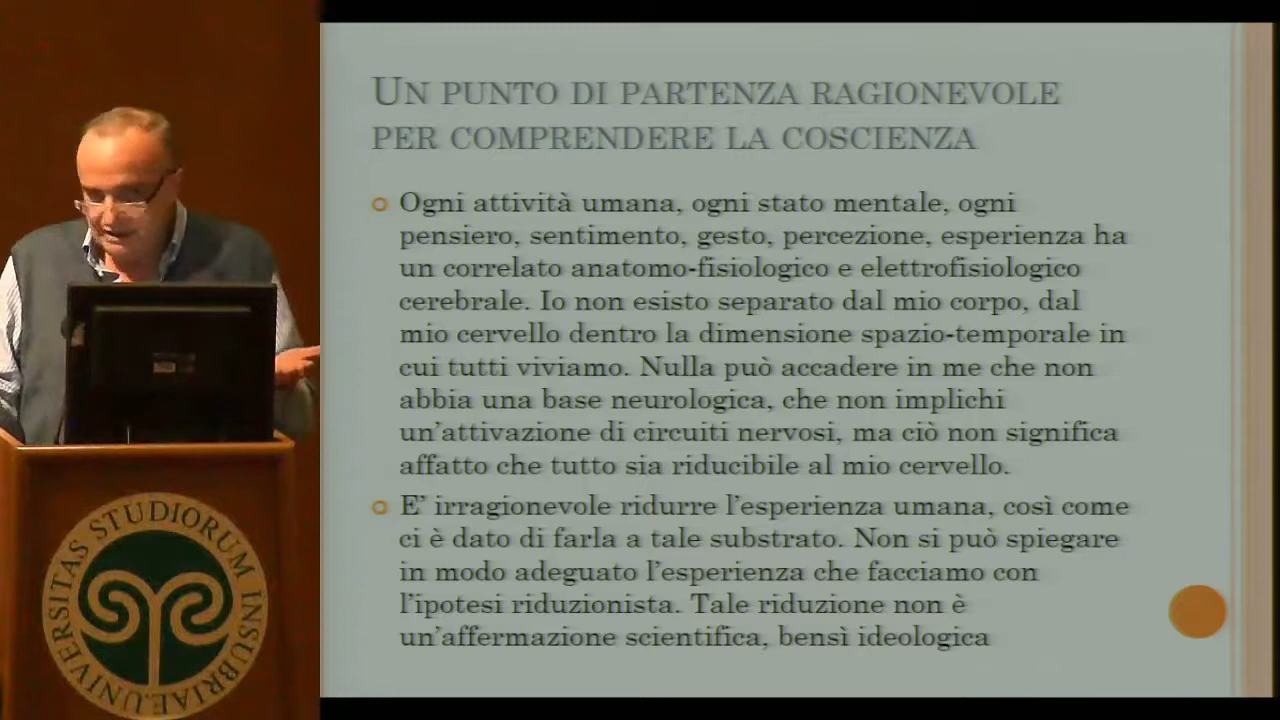 UN PUNTO DI PARTENZA RAGIONEVOLE
PER COMPRENDERE LA COSCIENZA
Ogni attività umana, ogni stato mentale, ogni
pensiero, sentimento, gesto, percezione, esperienza ha
un correlato anatomo-fisiologico e elettrofisiologico
cerebrale. Io non esisto separato dal mio corpo, dal
mio cervello dentro la dimensione spazio-temporale in
cui tutti viviamo. Nulla può accadere in me che non
abbia una base neurologica, che non implichi
un'attivazione di circuiti nervosi, ma ciò non significa
affatto che tutto sia riducibile al mio cervello.
E' irragionevole ridurre l'esperienza umana, così come
ci è dato di farla a tale substrato. Non si può spiegare
in modo adeguato l'esperienza che facciamo con
l'ipotesi riduzionista. Tale riduzione non è
un'affermazione scientifica, bensì ideologica
UNIVERSITAS STUDIORUM INSUBRIAE